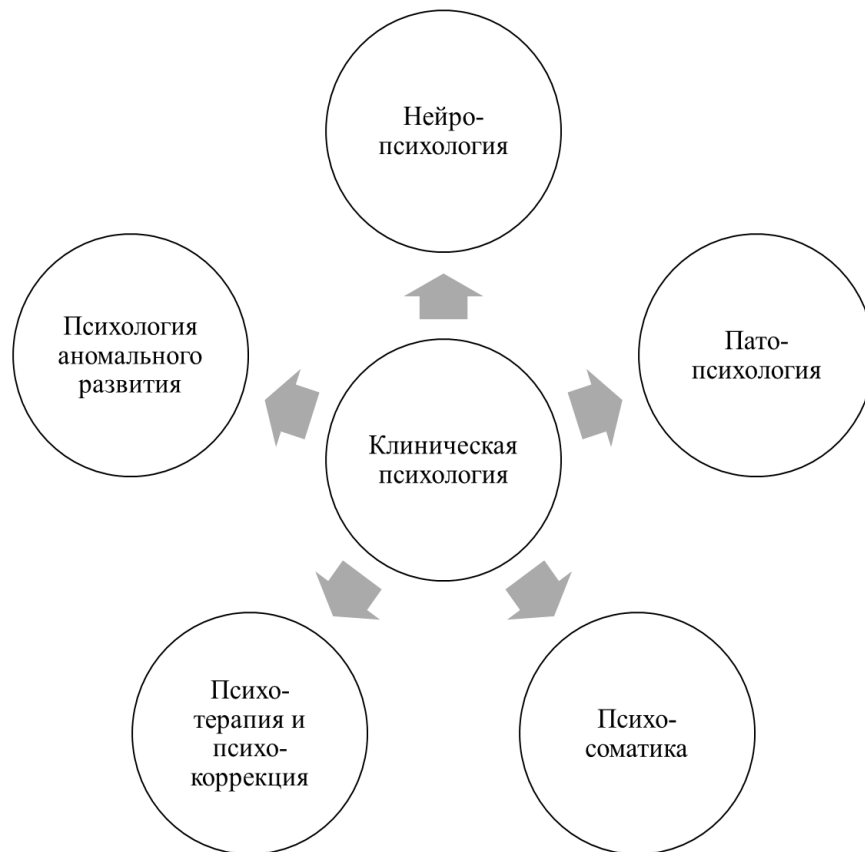 Нейро-
психология
Психология
аномального
развития
Пато-
психология
Клиническая
психология
Психо-
терапия и
психо-
коррекция
Психо-
соматика